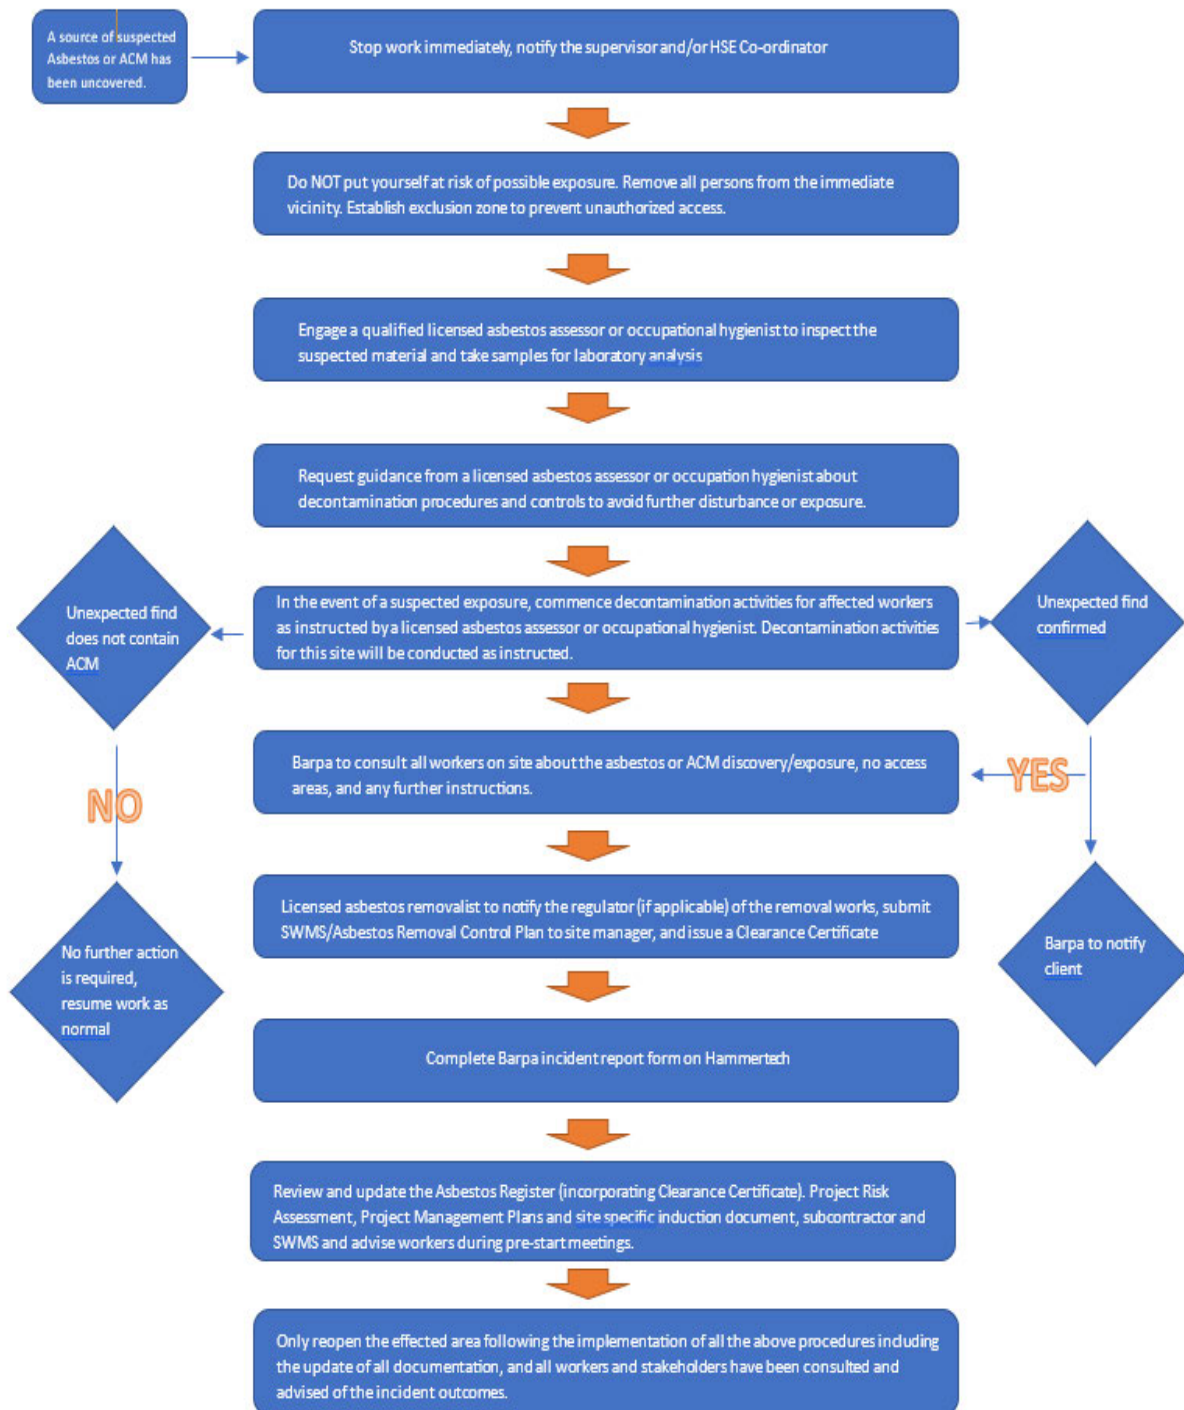 A source of suspected
Asbestos or ACM has
been uncovered.
Stop work immediately, notify the supervisor and/or HSE Co-ordinator
Do NOT put yourself at risk of possible exposure. Remove all persons from the immediate
vicinity. Establish exclusion zone to prevent unauthorized access.
Engage a qualified licensed asbestos assessor or occupational hygienist to inspect the
suspected material and take samples for laboratory analysis
Request guidance from a licensed asbestos assessor or occupation hygienist about
decontamination procedures and controls to avoid further disturbance or exposure.
Unexpected find
does not contain
ACM
In the event of a suspected exposure, commence decontamination activities for affected workers
as instructed by a licensed asbestos assessor or occupational hygienist. Decontamination activities
for this site will be conducted as instructed.
Unexpected find
confirmed
Barpa to consult all workers on site about the asbestos or ACM discovery/exposure, no access
areas, and any further instructions.
YES
NO
Licensed asbestos removalist to notify the regulator (if applicable) of the removal works, submit
SWMS/Asbestos Removal Control Plan to site manager, and issue a Clearance Certificate
No further action
is required,
resume work as
normal
Barpa to notify
client
Complete Barpa incident report form on Hammertech
Review and update the Asbestos Register (incorporating Clearance Certificate). Project Risk
Assessment, Project Management Plans and site specific induction document, subcontractor and
SWMS and advise workers during pre-start meetings.
Only reopen the effected area following the implementation of all the above procedures including
the update of all documentation, and all workers and stakeholders have been consulted and
advised of the incident outcomes.